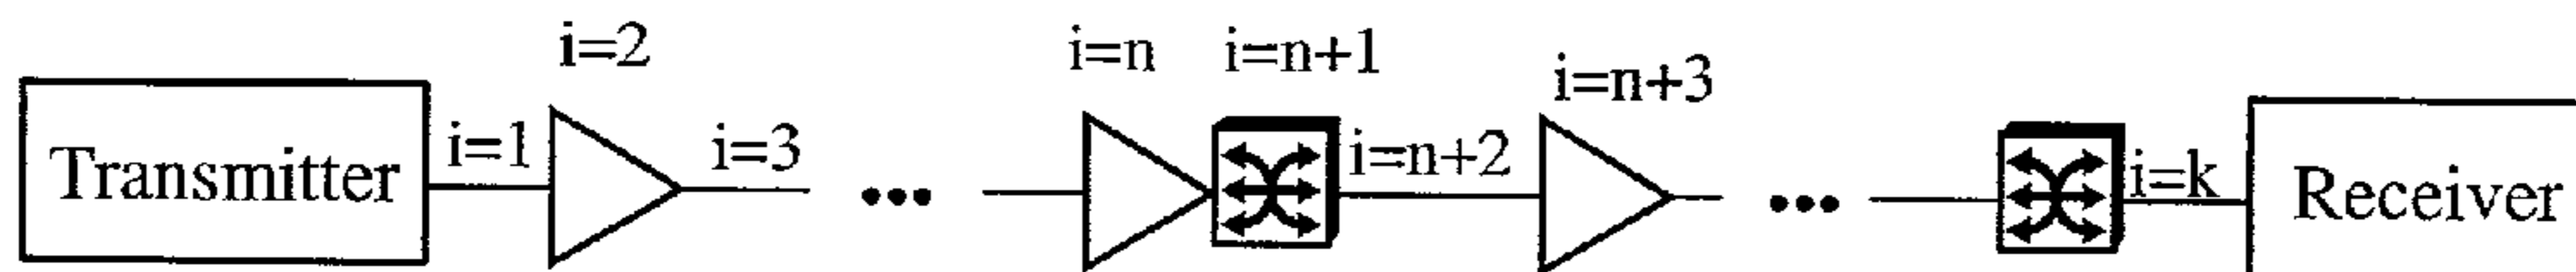 i=2
i=n
i=n+1
i=n+3
Transmitter
i=1
i=3
...
i=n+2
...
i=k
Receiver